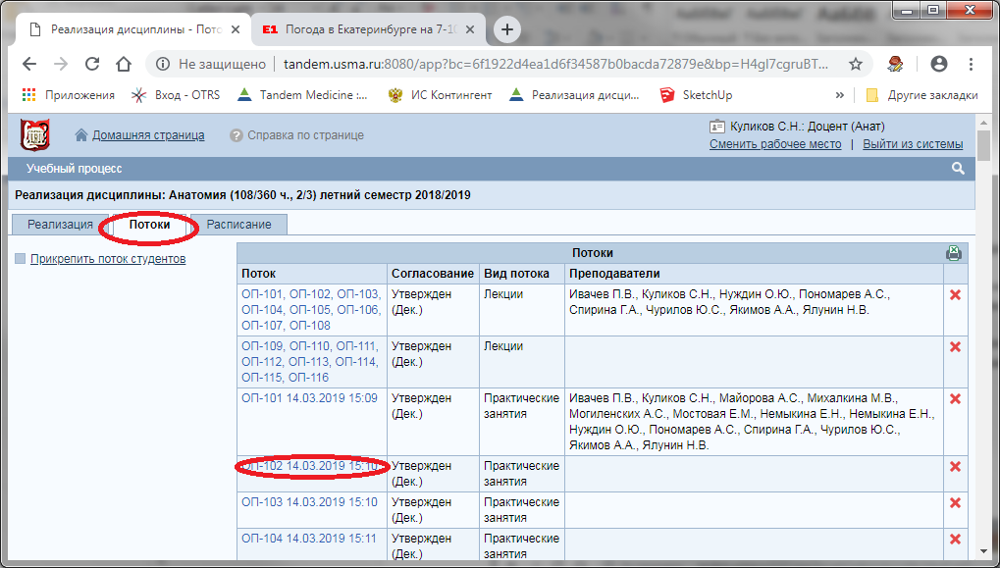 Реализация дисциплины - Пото
E1 Погода в Екатеринбурге на 7-10
Не защищено | tandem.usma.ru:8080/app?bc=6f1922d4ea1d6f34587b0bacda72879e&bp=H4gl7cgruBT...
Приложения Вход - OTRS Tandem Medicine :... ИС Контингент Реализация дисци... SketchUp » Другие закладки
Домашняя страница Справка по странице
Куликов С.Н.: Доцент (Анат)
Сменить рабочее место | Выйти из системы
Учебный процесс
Реализация дисциплины: Анатомия (108/360 ч., 2/3) летний семестр 2018/2019
Реализация Потоки Расписание
Прикрепить поток студентов
Потоки
Поток Согласование Вид потока Преподаватели
ОП-101, ОП-102, ОП-103, Утвержден Лекции Ивачев П.В., Куликов С.Н., Нуждин О.Ю., Пономарев А.С.,
ОП-104, ОП-105, ОП-106, (Дек.) Спирина Г.А., Чурилов Ю.С., Якимов А.А., Ялунин Н.В.
ОП-107, ОП-108
ОП-109, ОП-110, ОП-111, Утвержден Лекции
ОП-112, ОП-113, ОП-114, (Дек.)
ОП-115, ОП-116
ОП-101 14.03.2019 15:09 Утвержден Практические Ивачев П.В., Куликов С.Н., Майорова А.С., Михалкина М.В.,
(Дек.) занятия Могиленских А.С., Мостовая Е.М., Немыкина Е.Н., Немыкина Е.Н.,
Нуждин О.Ю., Пономарев А.С., Спирина Г.А., Чурилов Ю.С.,
Якимов А.А., Ялунин Н.В.
ОП-102 14.03.2019 15:10 Утвержден Практические
(Дек.) занятия
ОП-103 14.03.2019 15:10 Утвержден Практические
(Дек.) занятия
ОП-104 14.03.2019 15:11 Утвержден Практические
(Дек.) занятия